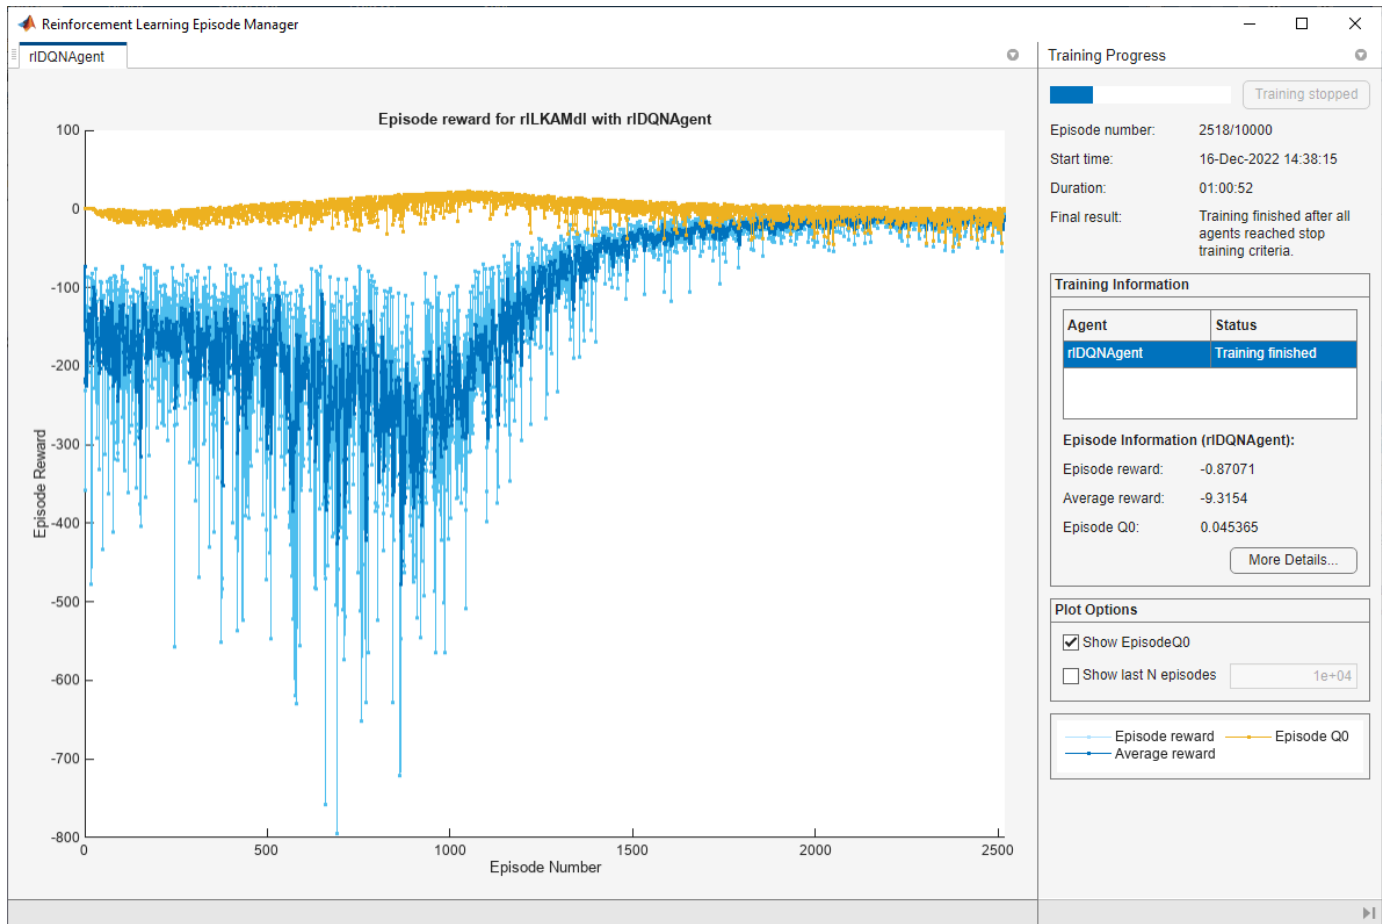 Reinforcement Learning Episode Manager
rlDQNAgent
Episode reward for rlLKAMdl with rlDQNAgent
100
0
-100
-200
-300
-400
-500
-600
-700
-800
Episode Reward
0 500 1000 1500 2000 2500
Episode Number
Training Progress
Training stopped
Episode number: 2518/10000
Start time: 16-Dec-2022 14:38:15
Duration: 01:00:52
Final result: Training finished after all
agents reached stop
training criteria.
Training Information
Agent Status
rlDQNAgent Training finished
Episode Information (rlDQNAgent):
Episode reward: -0.87071
Average reward: -9.3154
Episode Q0: 0.045365
More Details...
Plot Options
Show EpisodeQ0
Show last N episodes 1e+04
Episode reward Episode Q0
Average reward